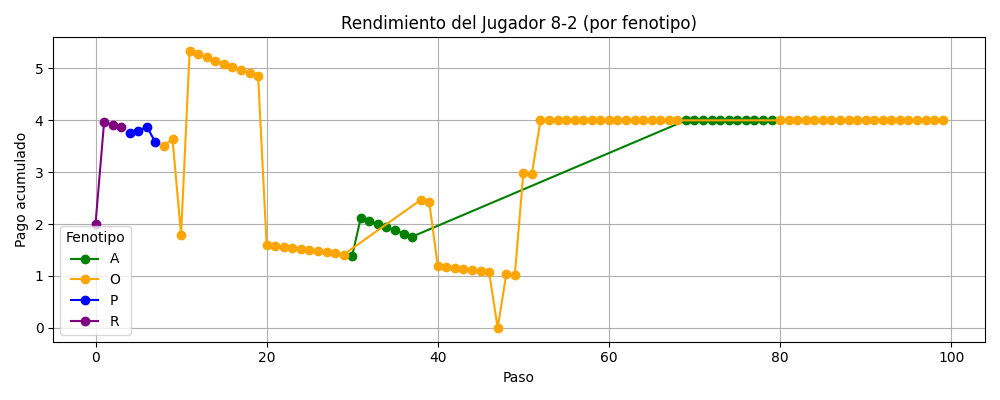 Rendimiento del Jugador 8-2 (por fenotipo)
Pago acumulado
5
4
3
2
1
0
Fenotipo
A
O
P
R
0 20 40 60 80 100
Paso